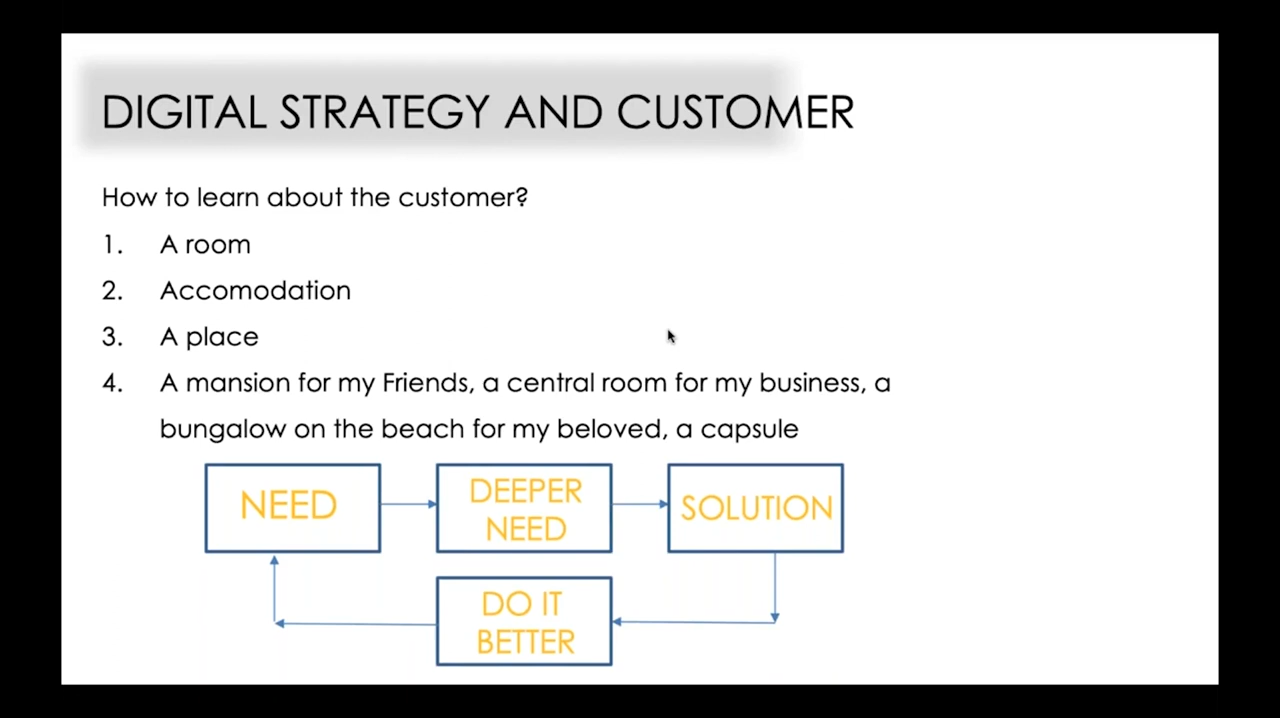 DIGITAL STRATEGY AND CUSTOMER
How to learn about the customer?
1. A room
2. Accomodation
3. A place
4. A mansion for my Friends, a central room for my business, a
bungalow on the beach for my beloved, a capsule
NEED
DEEPER
NEED
SOLUTION
DO IT
BETTER